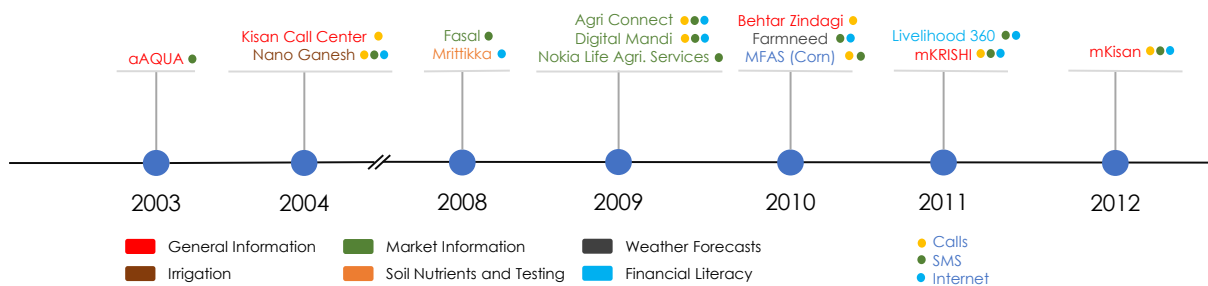 aAQUA
Kisan Call Center
Nano Ganesh
Fasal
Mrittikka
Agri Connect
Digital Mandi
Nokia Life Agri. Services
Behtar Zindagi
Farmneed
MFAS (Corn)
Livelihood 360
mKRISHI
mKisan
2003
2004
2008
2009
2010
2011
2012
General Information
Market Information
Weather Forecasts
Irrigation
Soil Nutrients and Testing
Financial Literacy
Calls
SMS
Internet